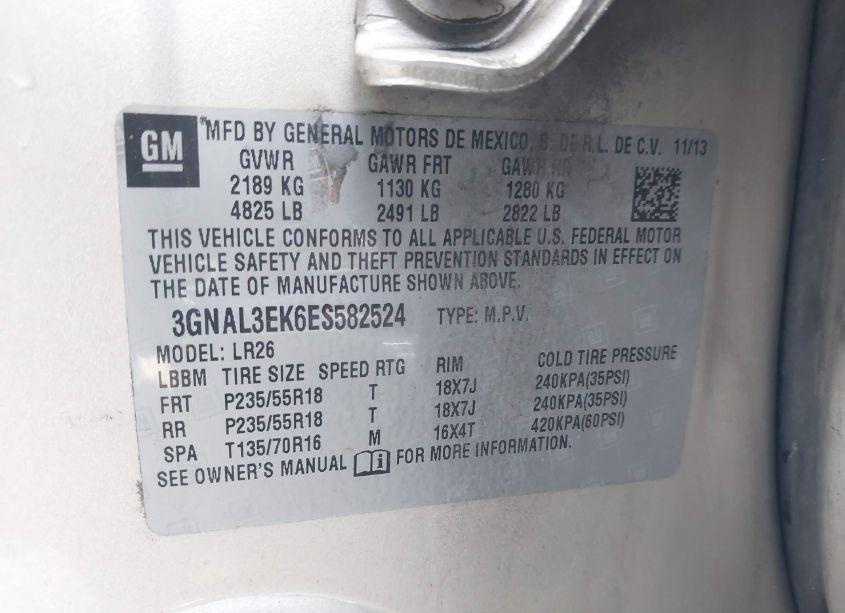 GM
® MFD BY GENERAL MOTORS DE MEXICO, S. DE R.L. DE C.V. 11/13
GVWR GAWR FRT GAWR RR
2189 KG 1130 KG 1280 KG
4825 LB 2491 LB 2822 LB
THIS VEHICLE CONFORMS TO ALL APPLICABLE U.S. FEDERAL MOTOR
VEHICLE SAFETY AND THEFT PREVENTION STANDARDS IN EFFECT ON
THE DATE OF MANUFACTURE SHOWN ABOVE.
3GNAL3EK6ES582524 TYPE: M.P.V.
MODEL: LR26
LBBM TIRE SIZE SPEED RTG RIM COLD TIRE PRESSURE
FRT P235/55R18 T 18X7J 240KPA(35PSI)
RR P235/55R18 T 18X7J 240KPA(35PSI)
SPA T135/70R16 M 16X4T 420KPA(60PSI)
SEE OWNER'S MANUAL FOR MORE INFORMATION.